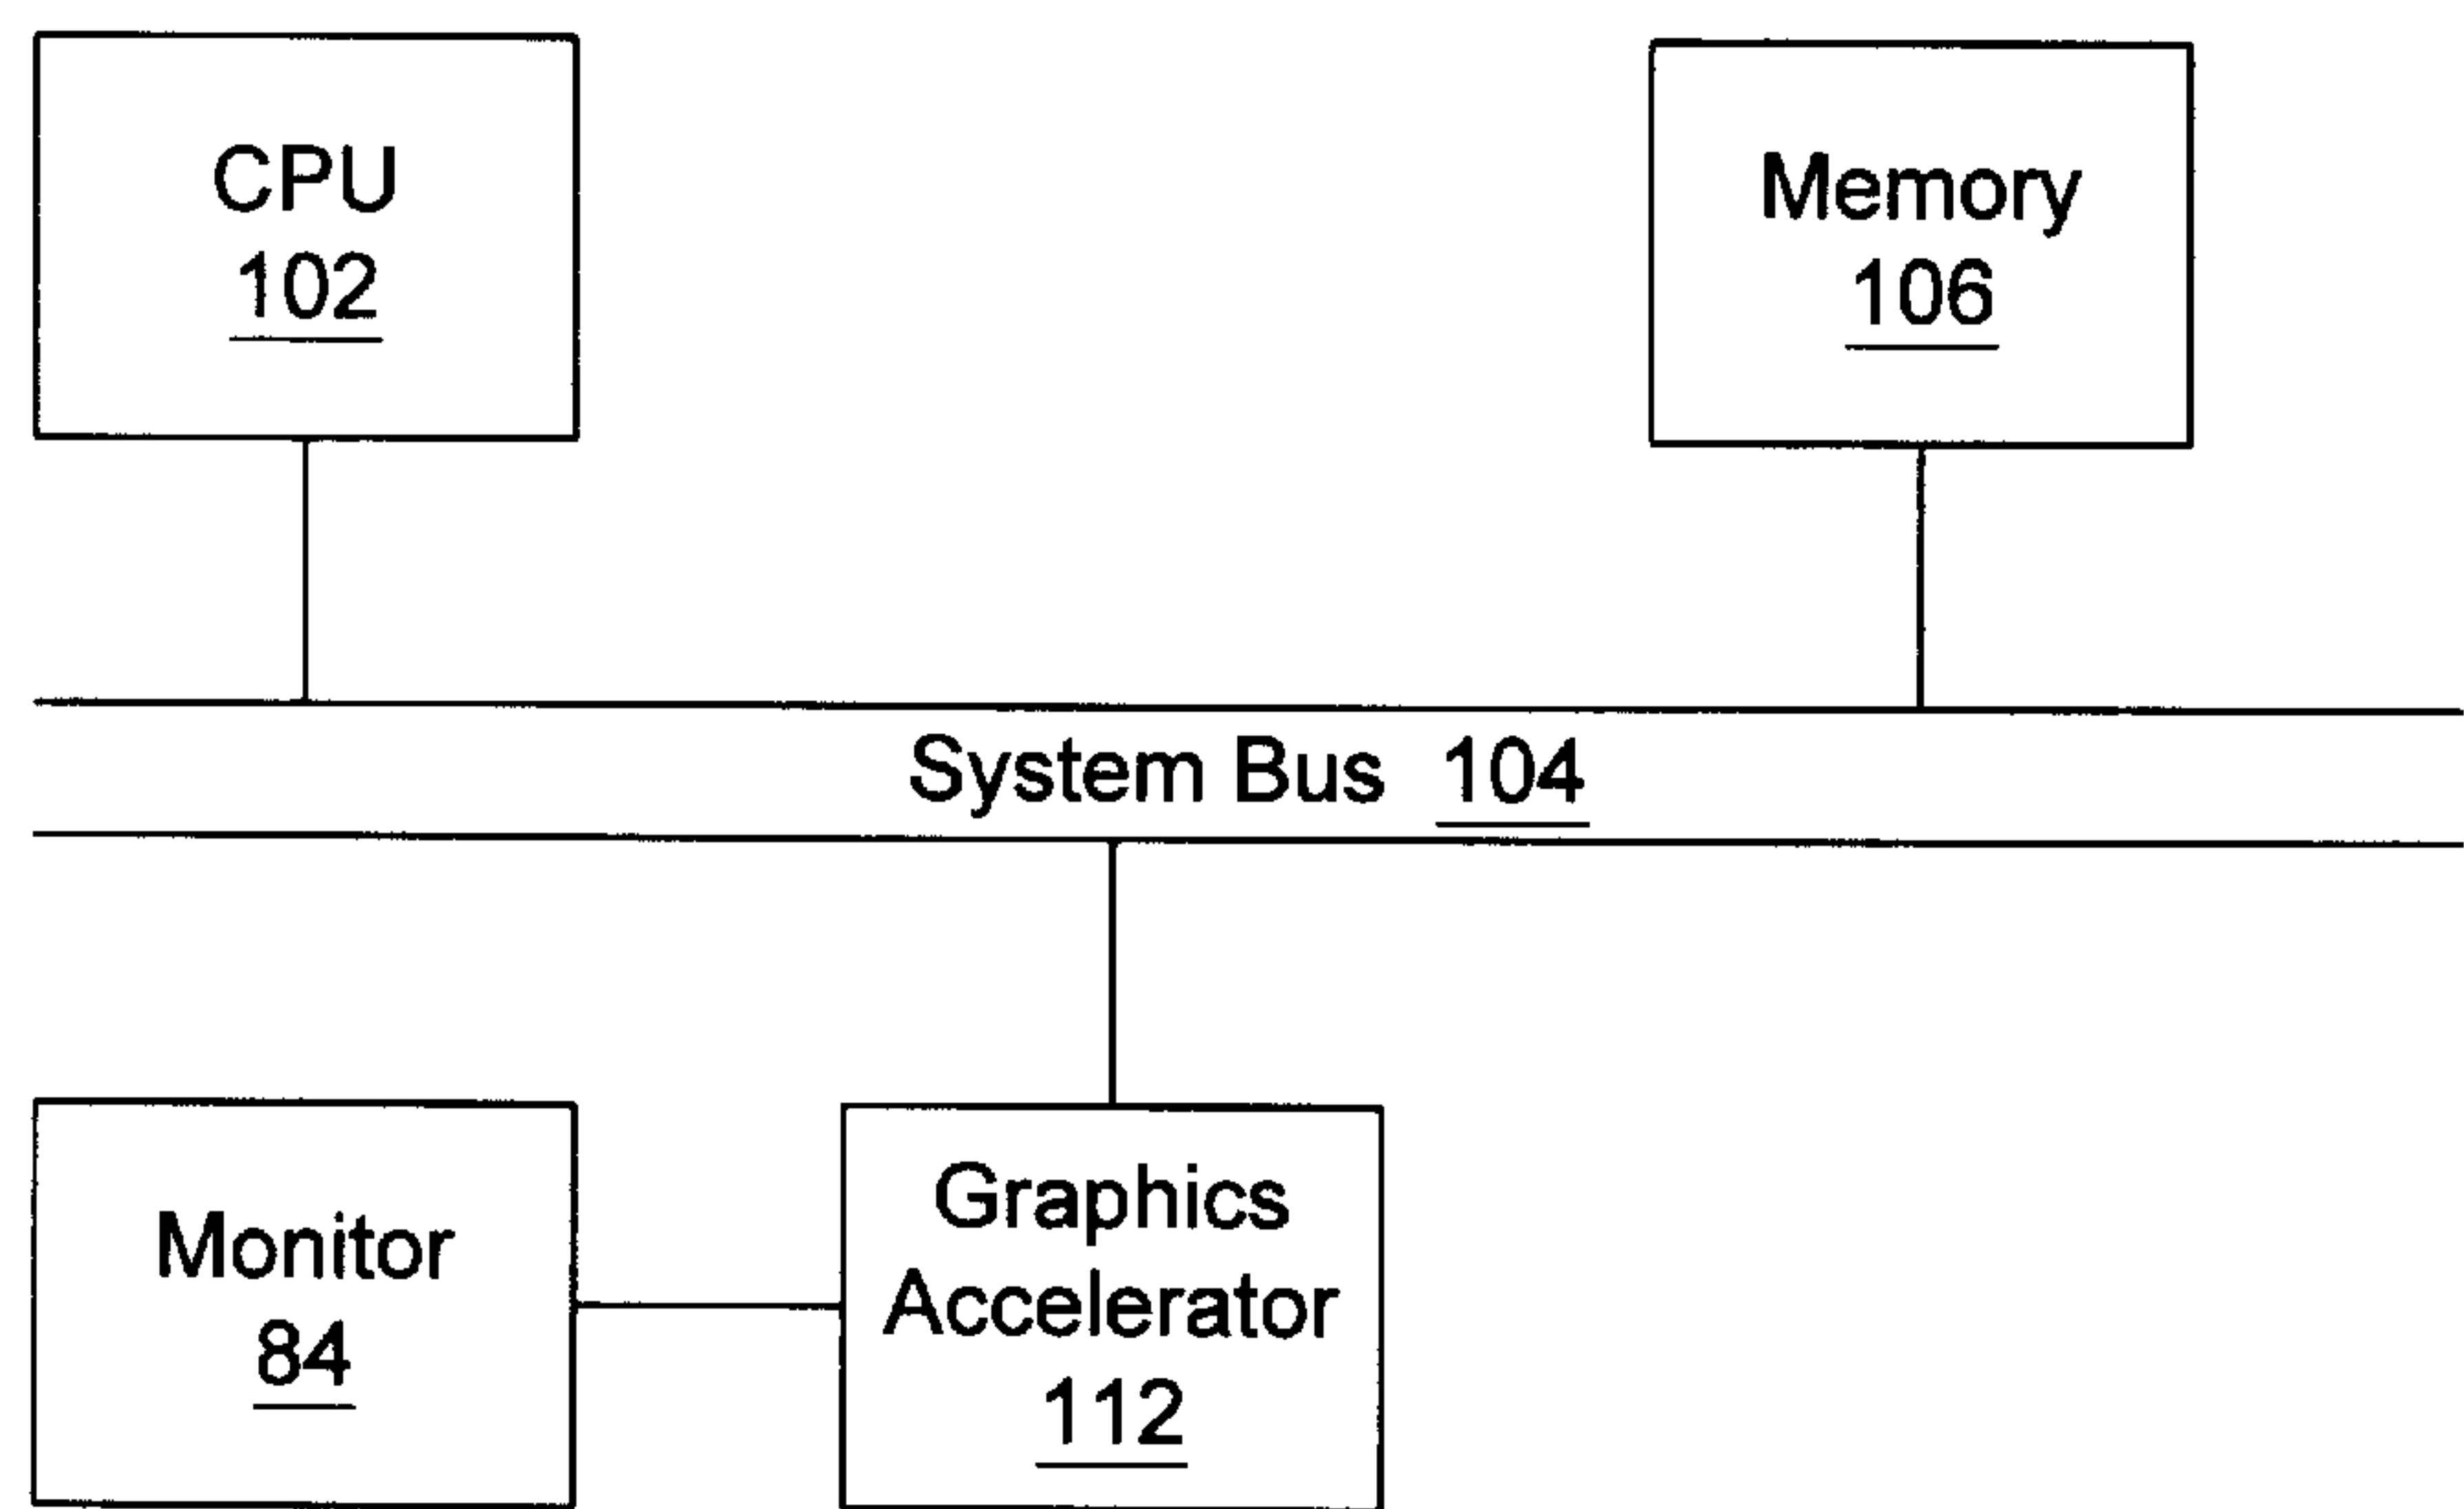 CPU
102
Memory
106
System Bus 104
Monitor
84
Graphics
Accelerator
112